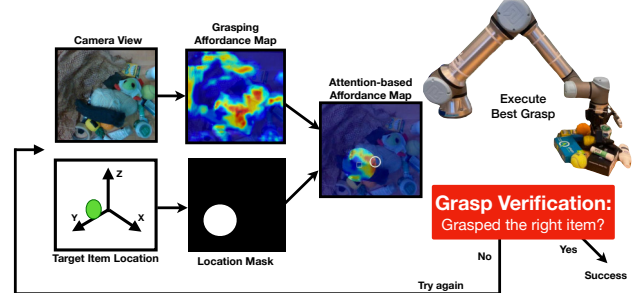 Grasping
Affordance Map
Camera View
Attention-based
Affordance Map
Execute
Best Grasp
Z
Y
X
Target Item Location
Location Mask
Grasp Verification:
Grasped the right item?
No
Yes
Success
Try again